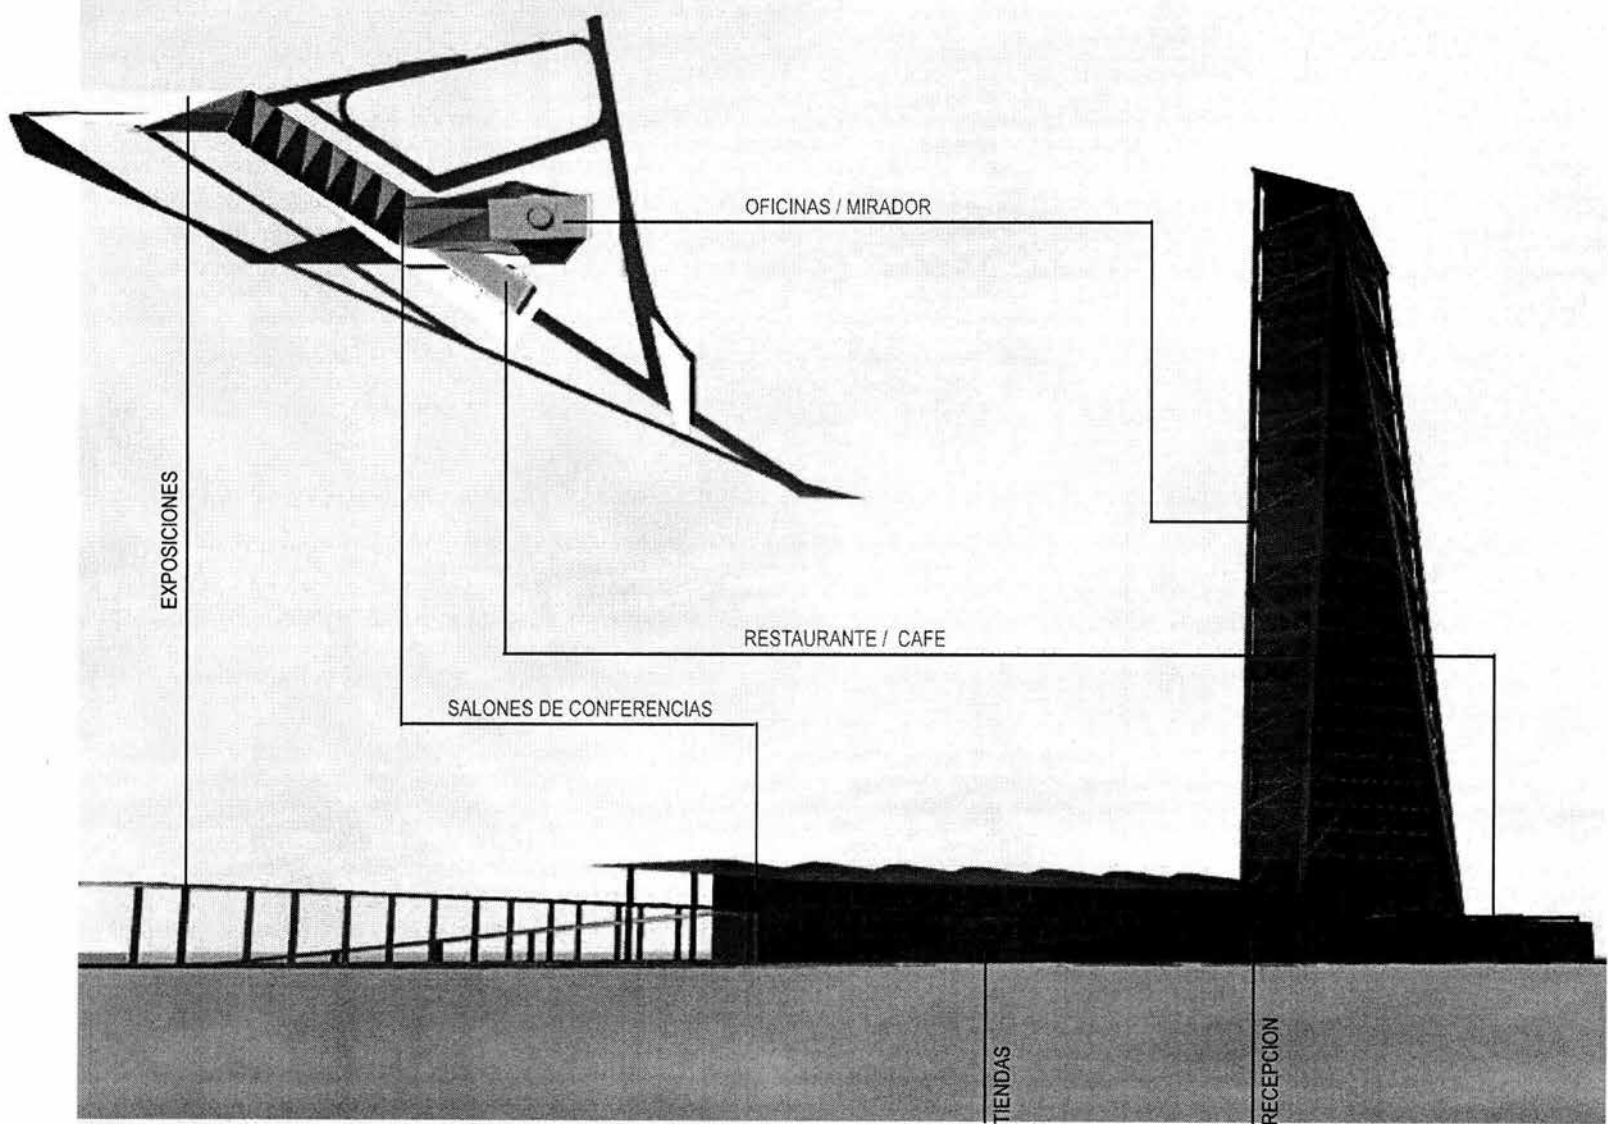 OFICINAS / MIRADOR
EXPOSICIONES
RESTAURANTE / CAFE
SALONES DE CONFERENCIAS
TIENDAS
RECEPCION